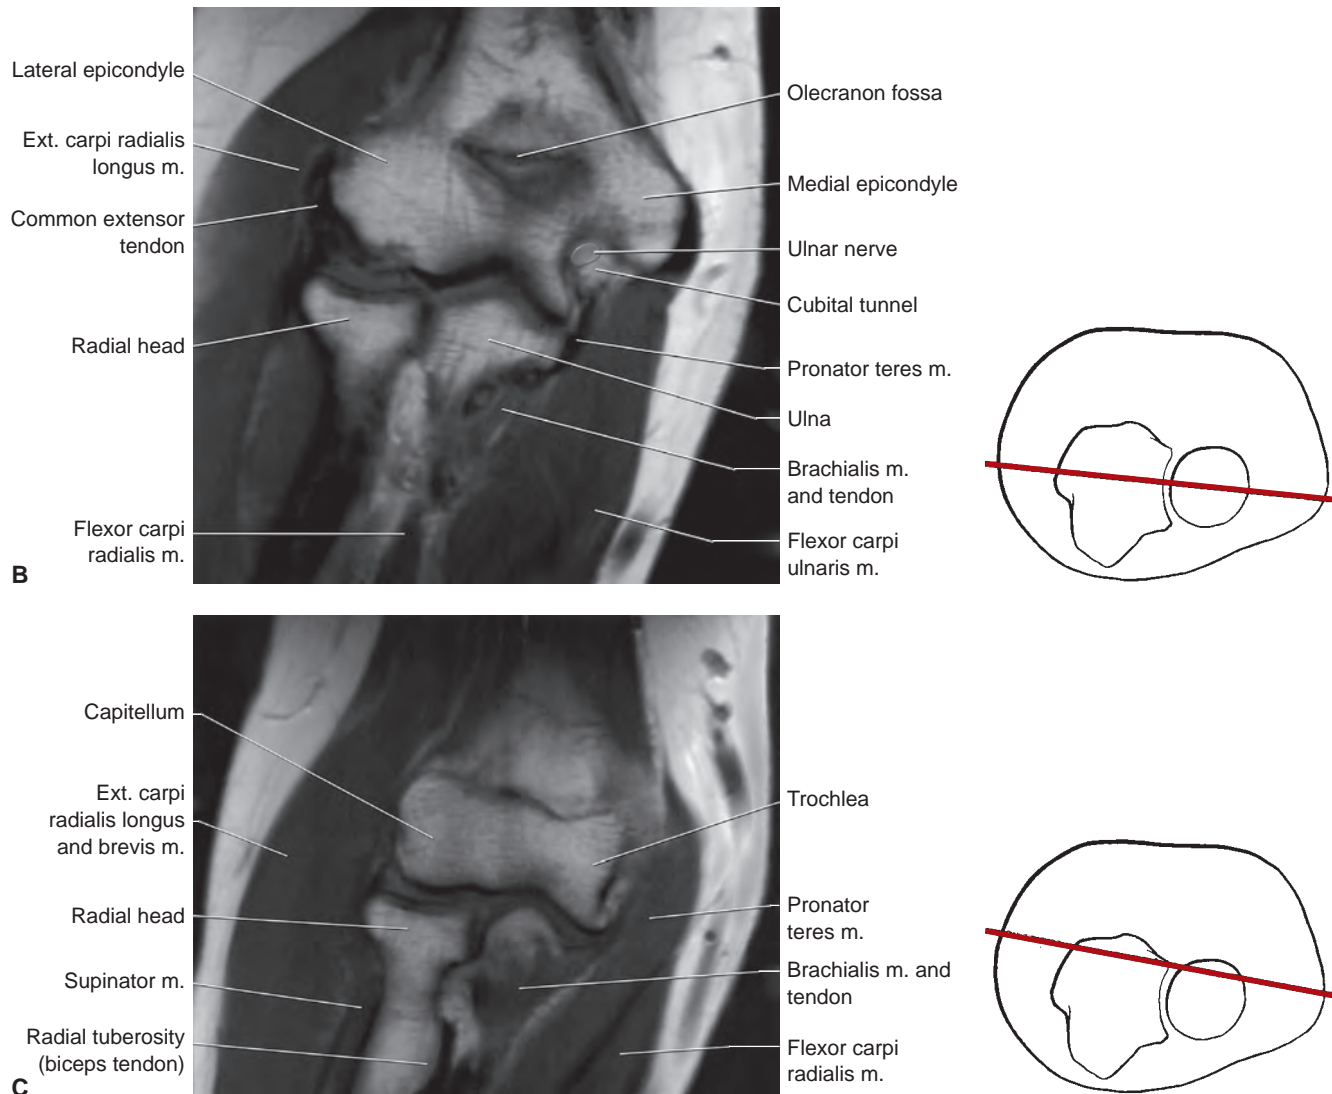 Lateral epicondyle
Ext. carpi radialis
longus m.
Common extensor
tendon
Radial head
Flexor carpi
radialis m.
B
Olecranon fossa
Medial epicondyle
Ulnar nerve
Cubital tunnel
Pronator teres m.
Ulna
Brachialis m.
and tendon
Flexor carpi
ulnaris m.
Capitellum
Ext. carpi
radialis longus
and brevis m.
Radial head
Supinator m.
Radial tuberosity
(biceps tendon)
C
Trochlea
Pronator
teres m.
Brachialis m. and
tendon
Flexor carpi
radialis m.